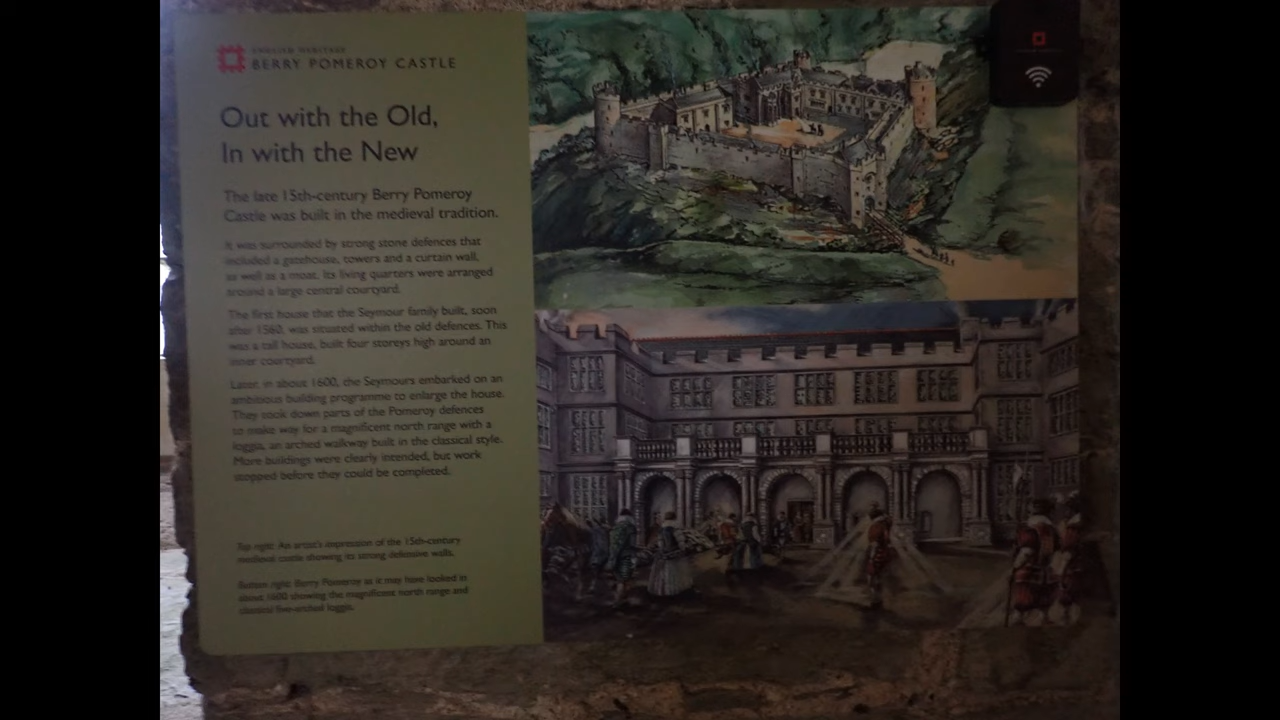 ENGLISH HERITAGE
BERRY POMEROY CASTLE
Out with the Old,
In with the New
The late 15th-century Berry Pomeroy
Castle was built in the medieval tradition.
It was surrounded by strong stone defences that
included a gatehouse, towers and a curtain wall,
as well as a moat. Its living quarters were arranged
around a large central courtyard.
The first house that the Seymour family built, soon
after 1560, was situated within the old defences. This
was a tall house, built four storeys high around an
inner courtyard.
Later, in about 1600, the Seymours embarked on an
ambitious building programme to enlarge the house.
They took down parts of the Pomeroy defences
to make way for a magnificent north range with a
loggia, an arched walkway built in the classical style.
More buildings were clearly intended, but work
stopped before they could be completed.
Top right: An artist's impression of the 15th-century
medieval castle showing its strong defensive walls.
Bottom right: Berry Pomeroy as it may have looked in
about 1600 showing the magnificent north range and
classical five-arched loggia.